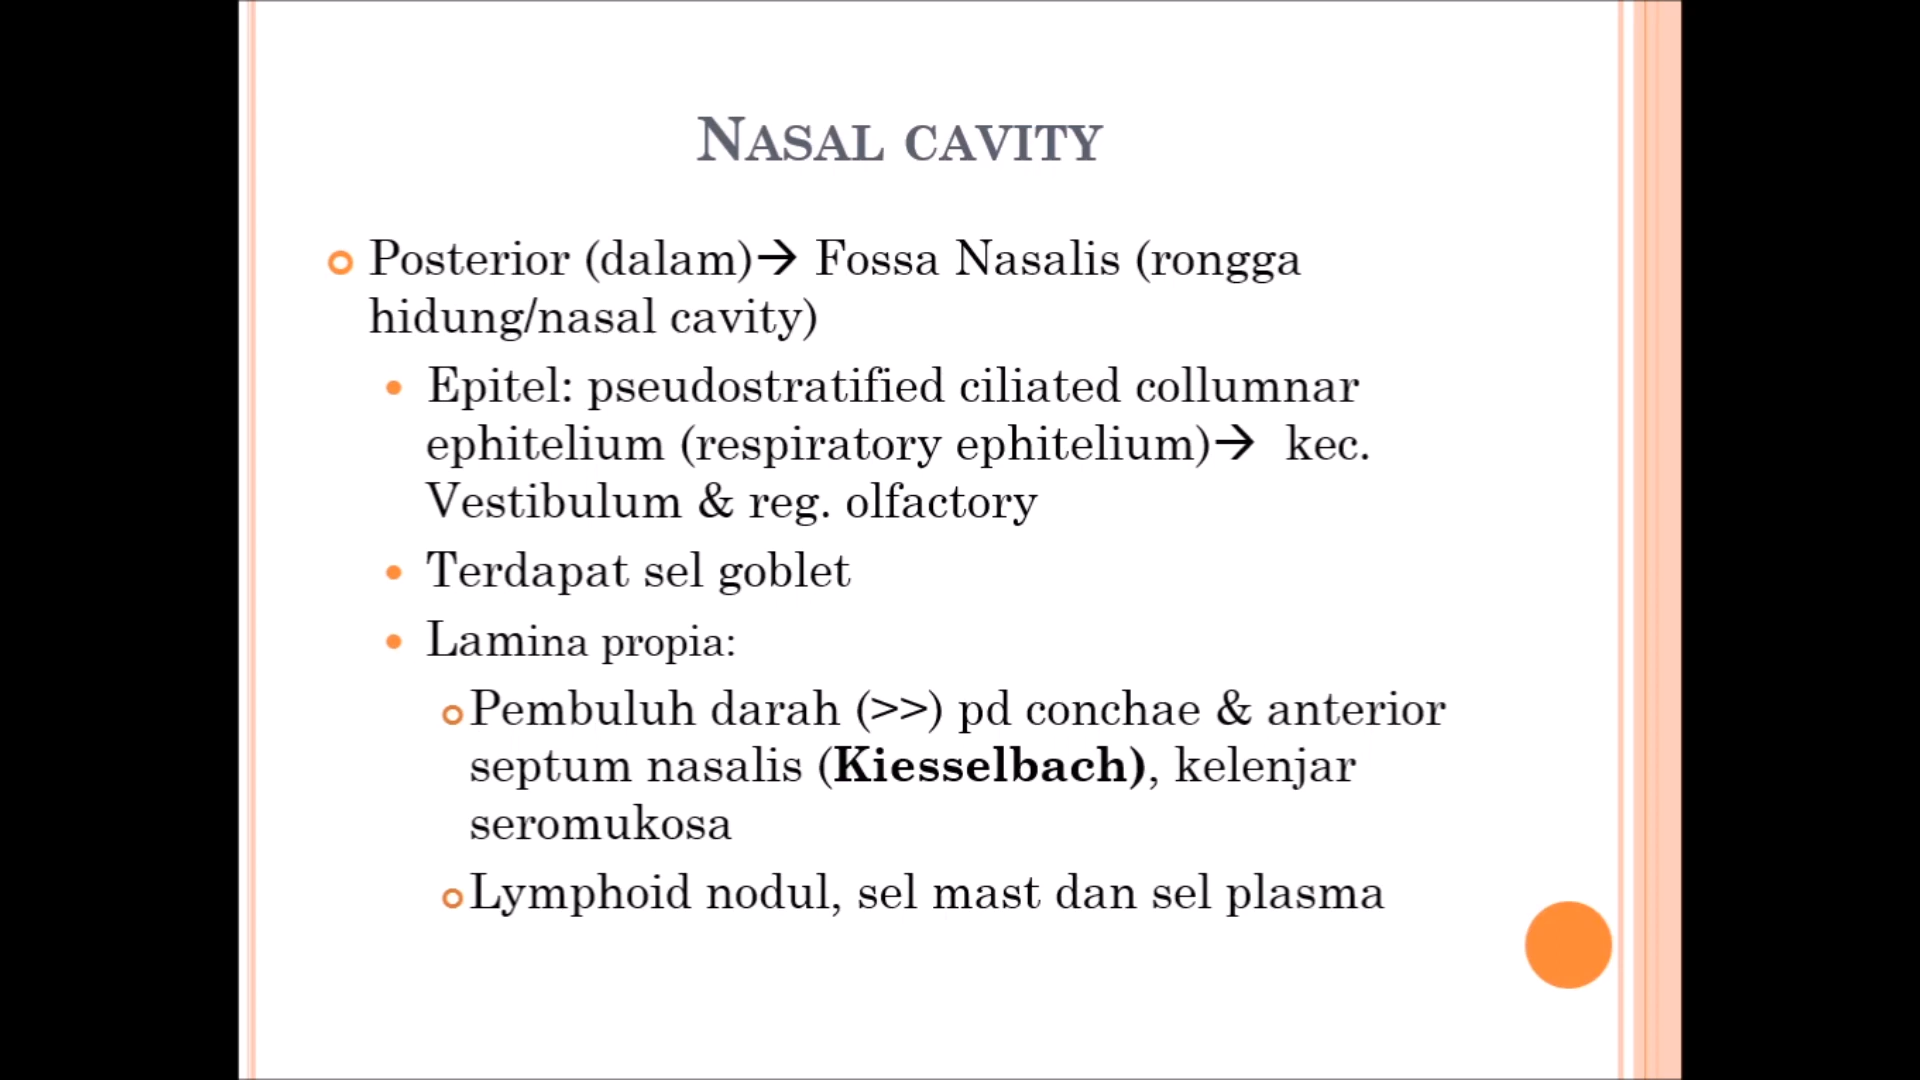 NASAL CAVITY
Posterior (dalam)→ Fossa Nasalis (rongga
hidung/nasal cavity)
Epitel: pseudostratified ciliated collumnar
ephitelium (respiratory ephitelium)→ kec.
Vestibulum & reg. olfactory
Terdapat sel goblet
Lamina propia:
Pembuluh darah (>>) pd conchae & anterior
septum nasalis (Kiesselbach), kelenjar
seromukosa
Lymphoid nodul, sel mast dan sel plasma